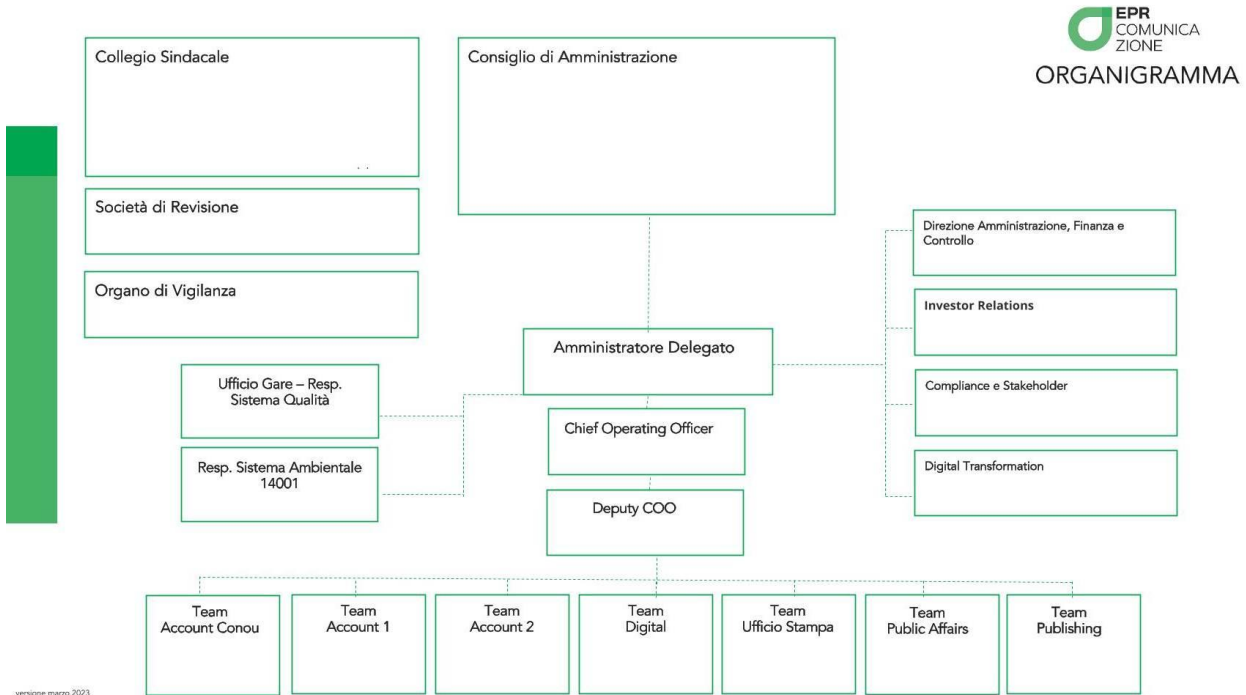 EPR
COMUNICA
ZIONE
ORGANIGRAMMA
Collegio Sindacale
Consiglio di Amministrazione
Società di Revisione
Organo di Vigilanza
Direzione Amministrazione, Finanza e
Controllo
Investor Relations
Compliance e Stakeholder
Digital Transformation
Amministratore Delegato
Ufficio Gare – Resp.
Sistema Qualità
Resp. Sistema Ambientale
14001
Chief Operating Officer
Deputy COO
Team
Account Conou
Team
Account 1
Team
Account 2
Team
Digital
Team
Ufficio Stampa
Team
Public Affairs
Team
Publishing
versione marzo 2023